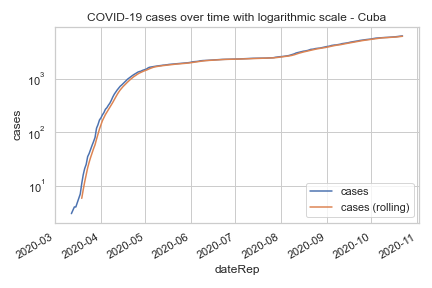 COVID-19 cases over time with logarithmic scale - Cuba
cases
10³
10²
10¹
cases
cases (rolling)
2020-03
2020-04
2020-05
2020-06
2020-07
2020-08
2020-09
2020-10
2020-11
dateRep